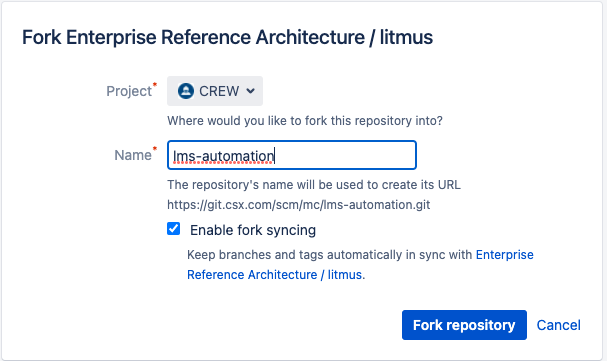 Fork Enterprise Reference Architecture / litmus
Project* CREW
Where would you like to fork this repository into?
Name* lms-automation
The repository's name will be used to create its URL
https://git.csx.com/scm/mc/lms-automation.git
Enable fork syncing
Keep branches and tags automatically in sync with Enterprise
Reference Architecture / litmus.
Fork repository Cancel